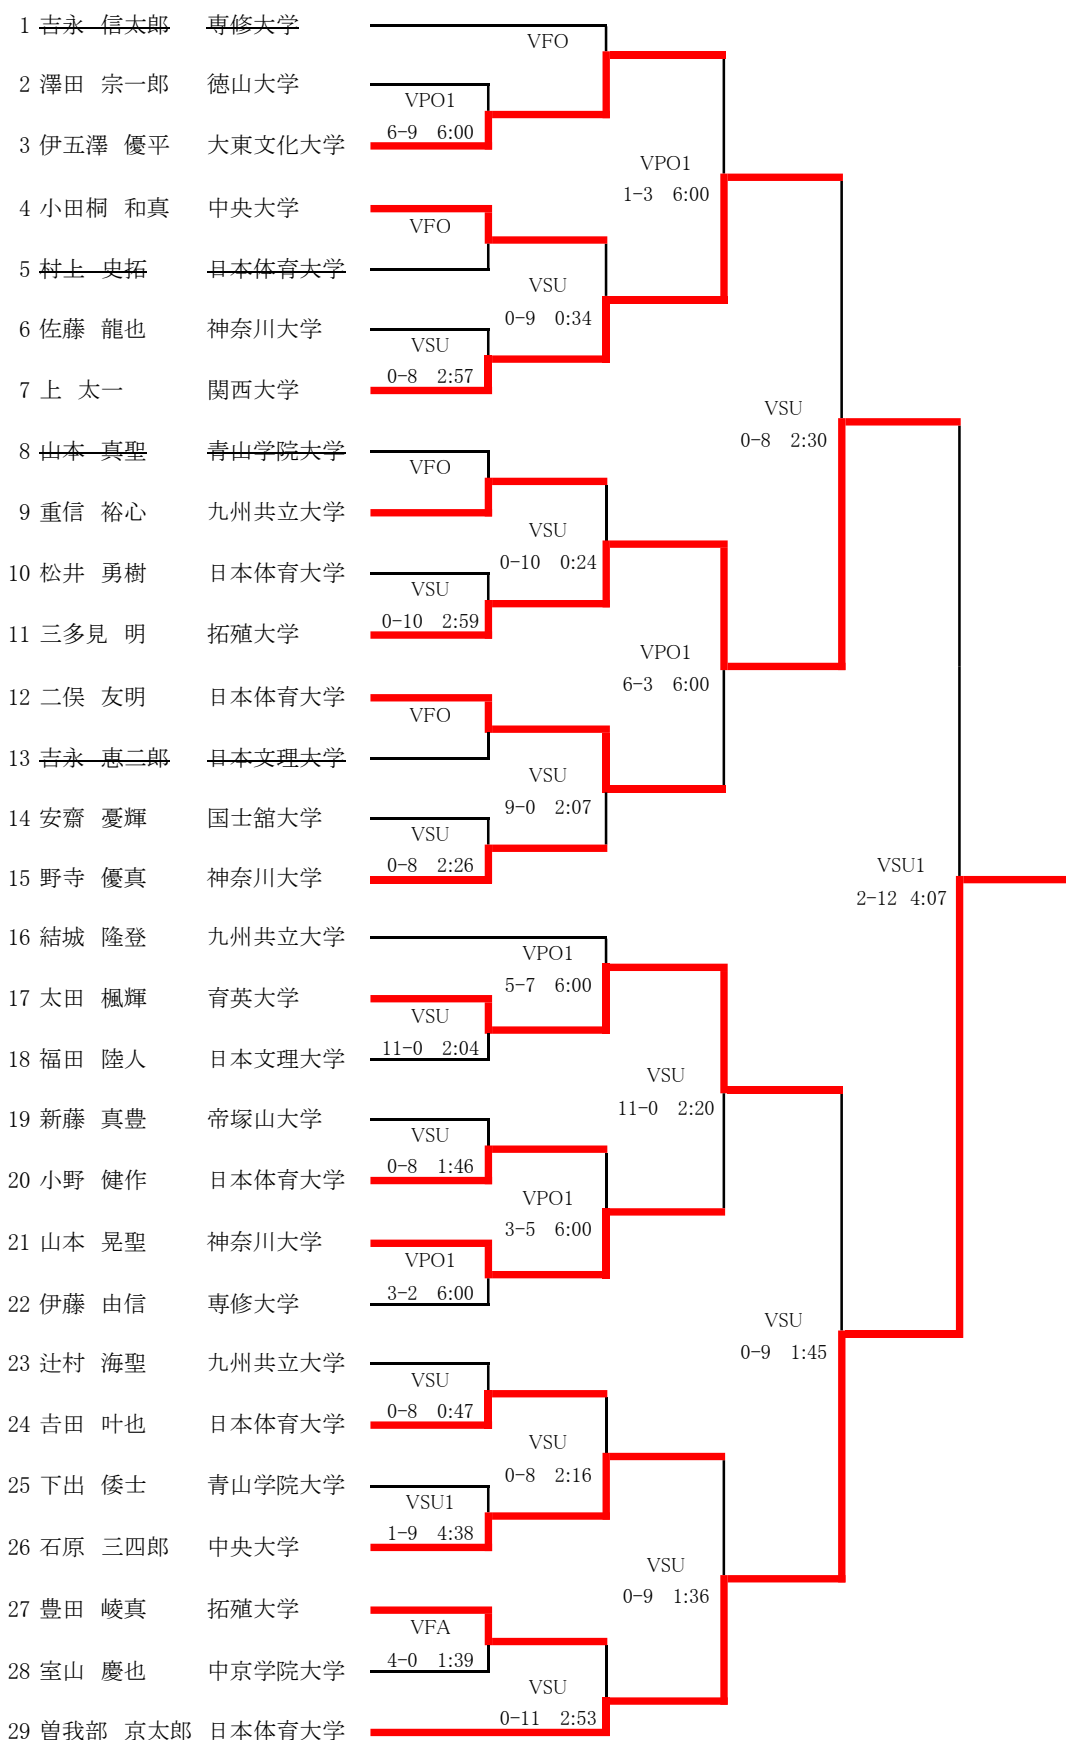 1 吉永 信太郎 専修大学
VFO
2 澤田 宗一郎 徳山大学
VPO1
6-9 6:00
3 伊五澤 優平 大東文化大学
VPO1
1-3 6:00
4 小田桐 和真 中央大学
VFO
5 村上 史拓 日本体育大学
VSU
0-9 0:34
6 佐藤 龍也 神奈川大学
VSU
0-8 2:57
7 上 太一 関西大学
VSU
0-8 2:30
8 山本 真聖 青山学院大学
VFO
9 重信 裕心 九州共立大学
VSU
0-10 0:24
10 松井 勇樹 日本体育大学
VSU
0-10 2:59
11 三多見 明 拓殖大学
VPO1
6-3 6:00
12 二俣 友明 日本体育大学
VFO
13 吉永 恵二郎 日本文理大学
VSU
9-0 2:07
14 安齋 憂輝 国士舘大学
VSU
0-8 2:26
15 野寺 優真 神奈川大学
VSU1
2-12 4:07
16 結城 隆登 九州共立大学
VPO1
5-7 6:00
17 太田 楓輝 育英大学
VSU
11-0 2:04
18 福田 陸人 日本文理大学
VSU
11-0 2:20
19 新藤 真豊 帝塚山大学
VSU
0-8 1:46
20 小野 健作 日本体育大学
VPO1
3-5 6:00
21 山本 晃聖 神奈川大学
VPO1
3-2 6:00
22 伊藤 由信 専修大学
VSU
0-9 1:45
23 辻村 海聖 九州共立大学
VSU
0-8 0:47
24 𠮷田 叶也 日本体育大学
VSU
0-8 2:16
25 下出 倭士 青山学院大学
VSU1
1-9 4:38
26 石原 三四郎 中央大学
VSU
0-9 1:36
27 豊田 崚真 拓殖大学
VFA
4-0 1:39
28 室山 慶也 中京学院大学
VSU
0-11 2:53
29 曽我部 京太郎 日本体育大学